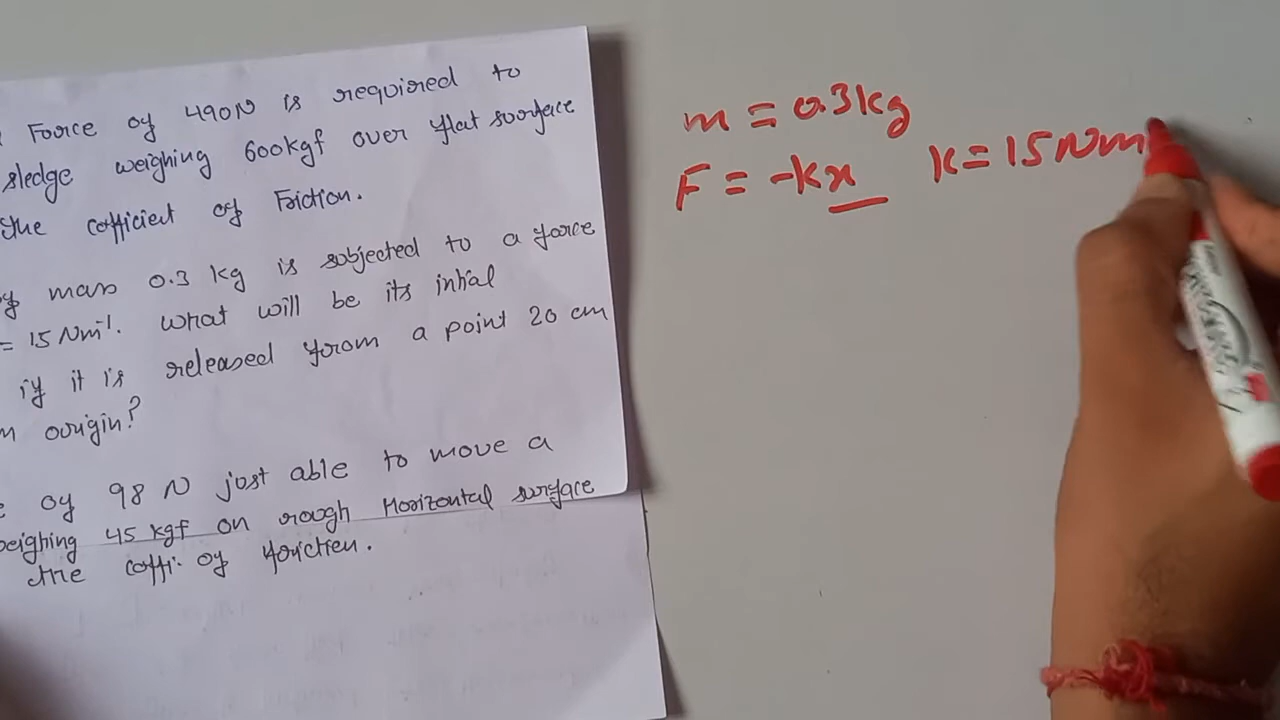 Force of 490N is required to
sledge weighing 600kgf over flat surface
the cofficient of Friction.
of mass 0.3 kg is subjected to a force
= 15 Nm⁻¹. What will be its intial
if it is released from a point 20 cm
origin?
of 98 N just able to move a
weighing 45 kgf on rough Horizontal surface
the coffi. of friction.
m = 0.3kg
F = -kx K = 15 Nm